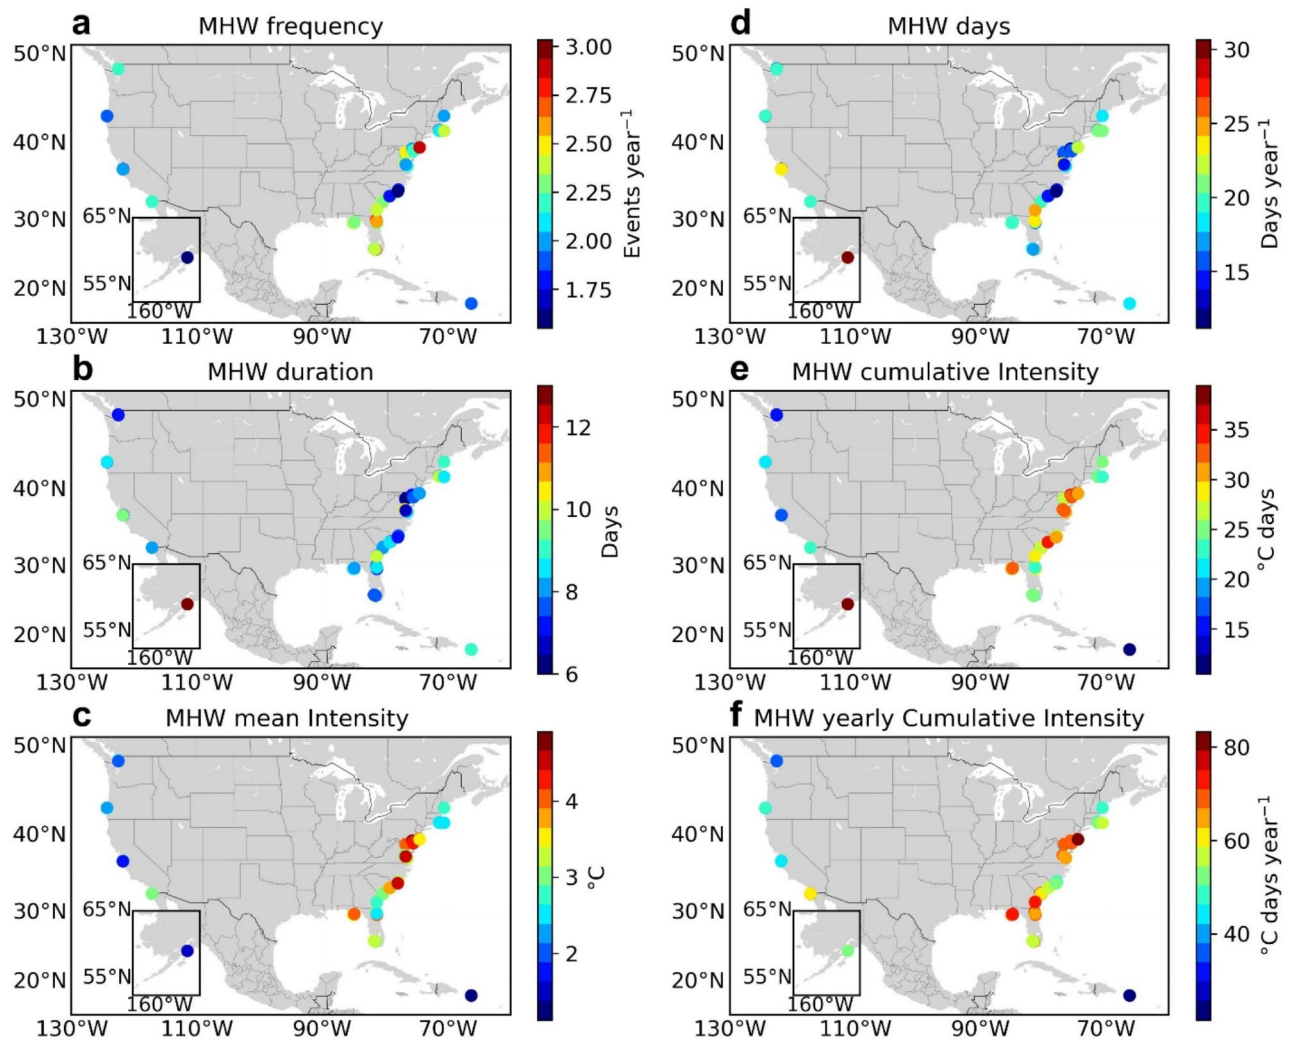 a MHW frequency
50°N
40°N
30°N
20°N
65°N
55°N
160°W
130°W 110°W 90°W 70°W
3.00
2.75
2.50
2.25
2.00
1.75
Events year⁻¹
d MHW days
50°N
40°N
30°N
20°N
65°N
55°N
160°W
130°W 110°W 90°W 70°W
30
25
20
15
Days year⁻¹
b MHW duration
50°N
40°N
30°N
20°N
65°N
55°N
160°W
130°W 110°W 90°W 70°W
12
10
8
6
Days
e MHW cumulative Intensity
50°N
40°N
30°N
20°N
65°N
55°N
160°W
130°W 110°W 90°W 70°W
35
30
25
20
15
°C days
c MHW mean Intensity
50°N
40°N
30°N
20°N
65°N
55°N
160°W
130°W 110°W 90°W 70°W
4
3
2
°C
f MHW yearly Cumulative Intensity
50°N
40°N
30°N
20°N
65°N
55°N
160°W
130°W 110°W 90°W 70°W
80
60
40
°C days year⁻¹